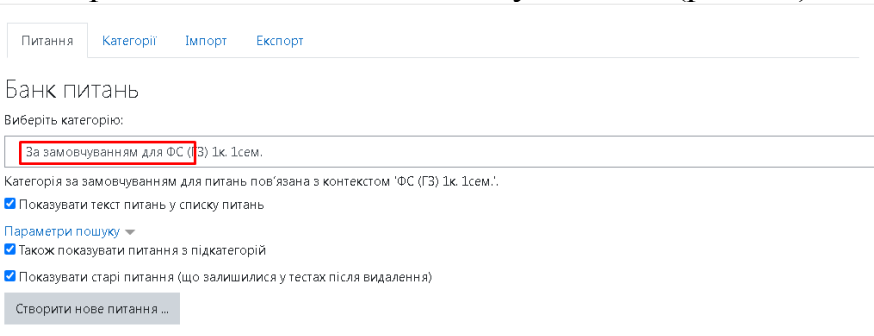 Питання Категорії Імпорт Експорт
Банк питань
Виберіть категорію:
За замовчуванням для ФС (ГЗ) 1к. 1сем.
Категорія за замовчуванням для питань пов’язана з контекстом 'ФС (ГЗ) 1к. 1сем.'.
Показувати текст питань у списку питань
Параметри пошуку
Також показувати питання з підкатегорій
Показувати старі питання (що залишилися у тестах після видалення)
Створити нове питання ...